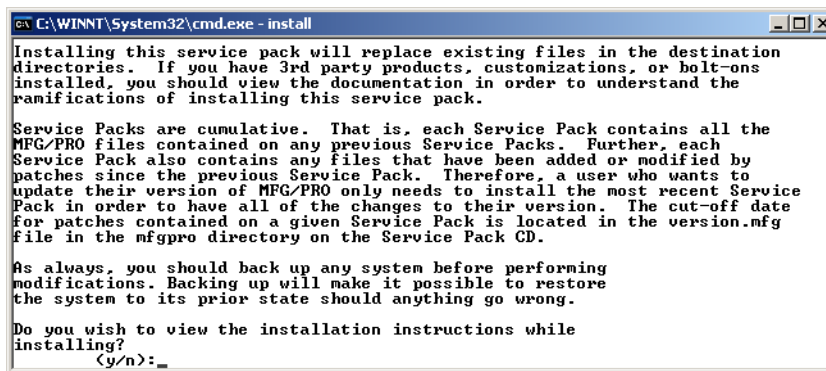 C:\WINNT\System32\cmd.exe - install
Installing this service pack will replace existing files in the destination
directories.  If you have 3rd party products, customizations, or bolt-ons
installed, you should view the documentation in order to understand the
ramifications of installing this service pack.
Service Packs are cumulative.  That is, each Service Pack contains all the
MFG/PRO files contained on any previous Service Packs.  Further, each
Service Pack also contains any files that have been added or modified by
patches since the previous Service Pack.  Therefore, a user who wants to
update their version of MFG/PRO only needs to install the most recent Service
Pack in order to have all of the changes to their version.  The cut-off date
for patches contained on a given Service Pack is located in the version.mfg
file in the mfgpro directory on the Service Pack CD.
As always, you should back up any system before performing
modifications. Backing up will make it possible to restore
the system to its prior state should anything go wrong.
Do you wish to view the installation instructions while
installing?
(y/n):_